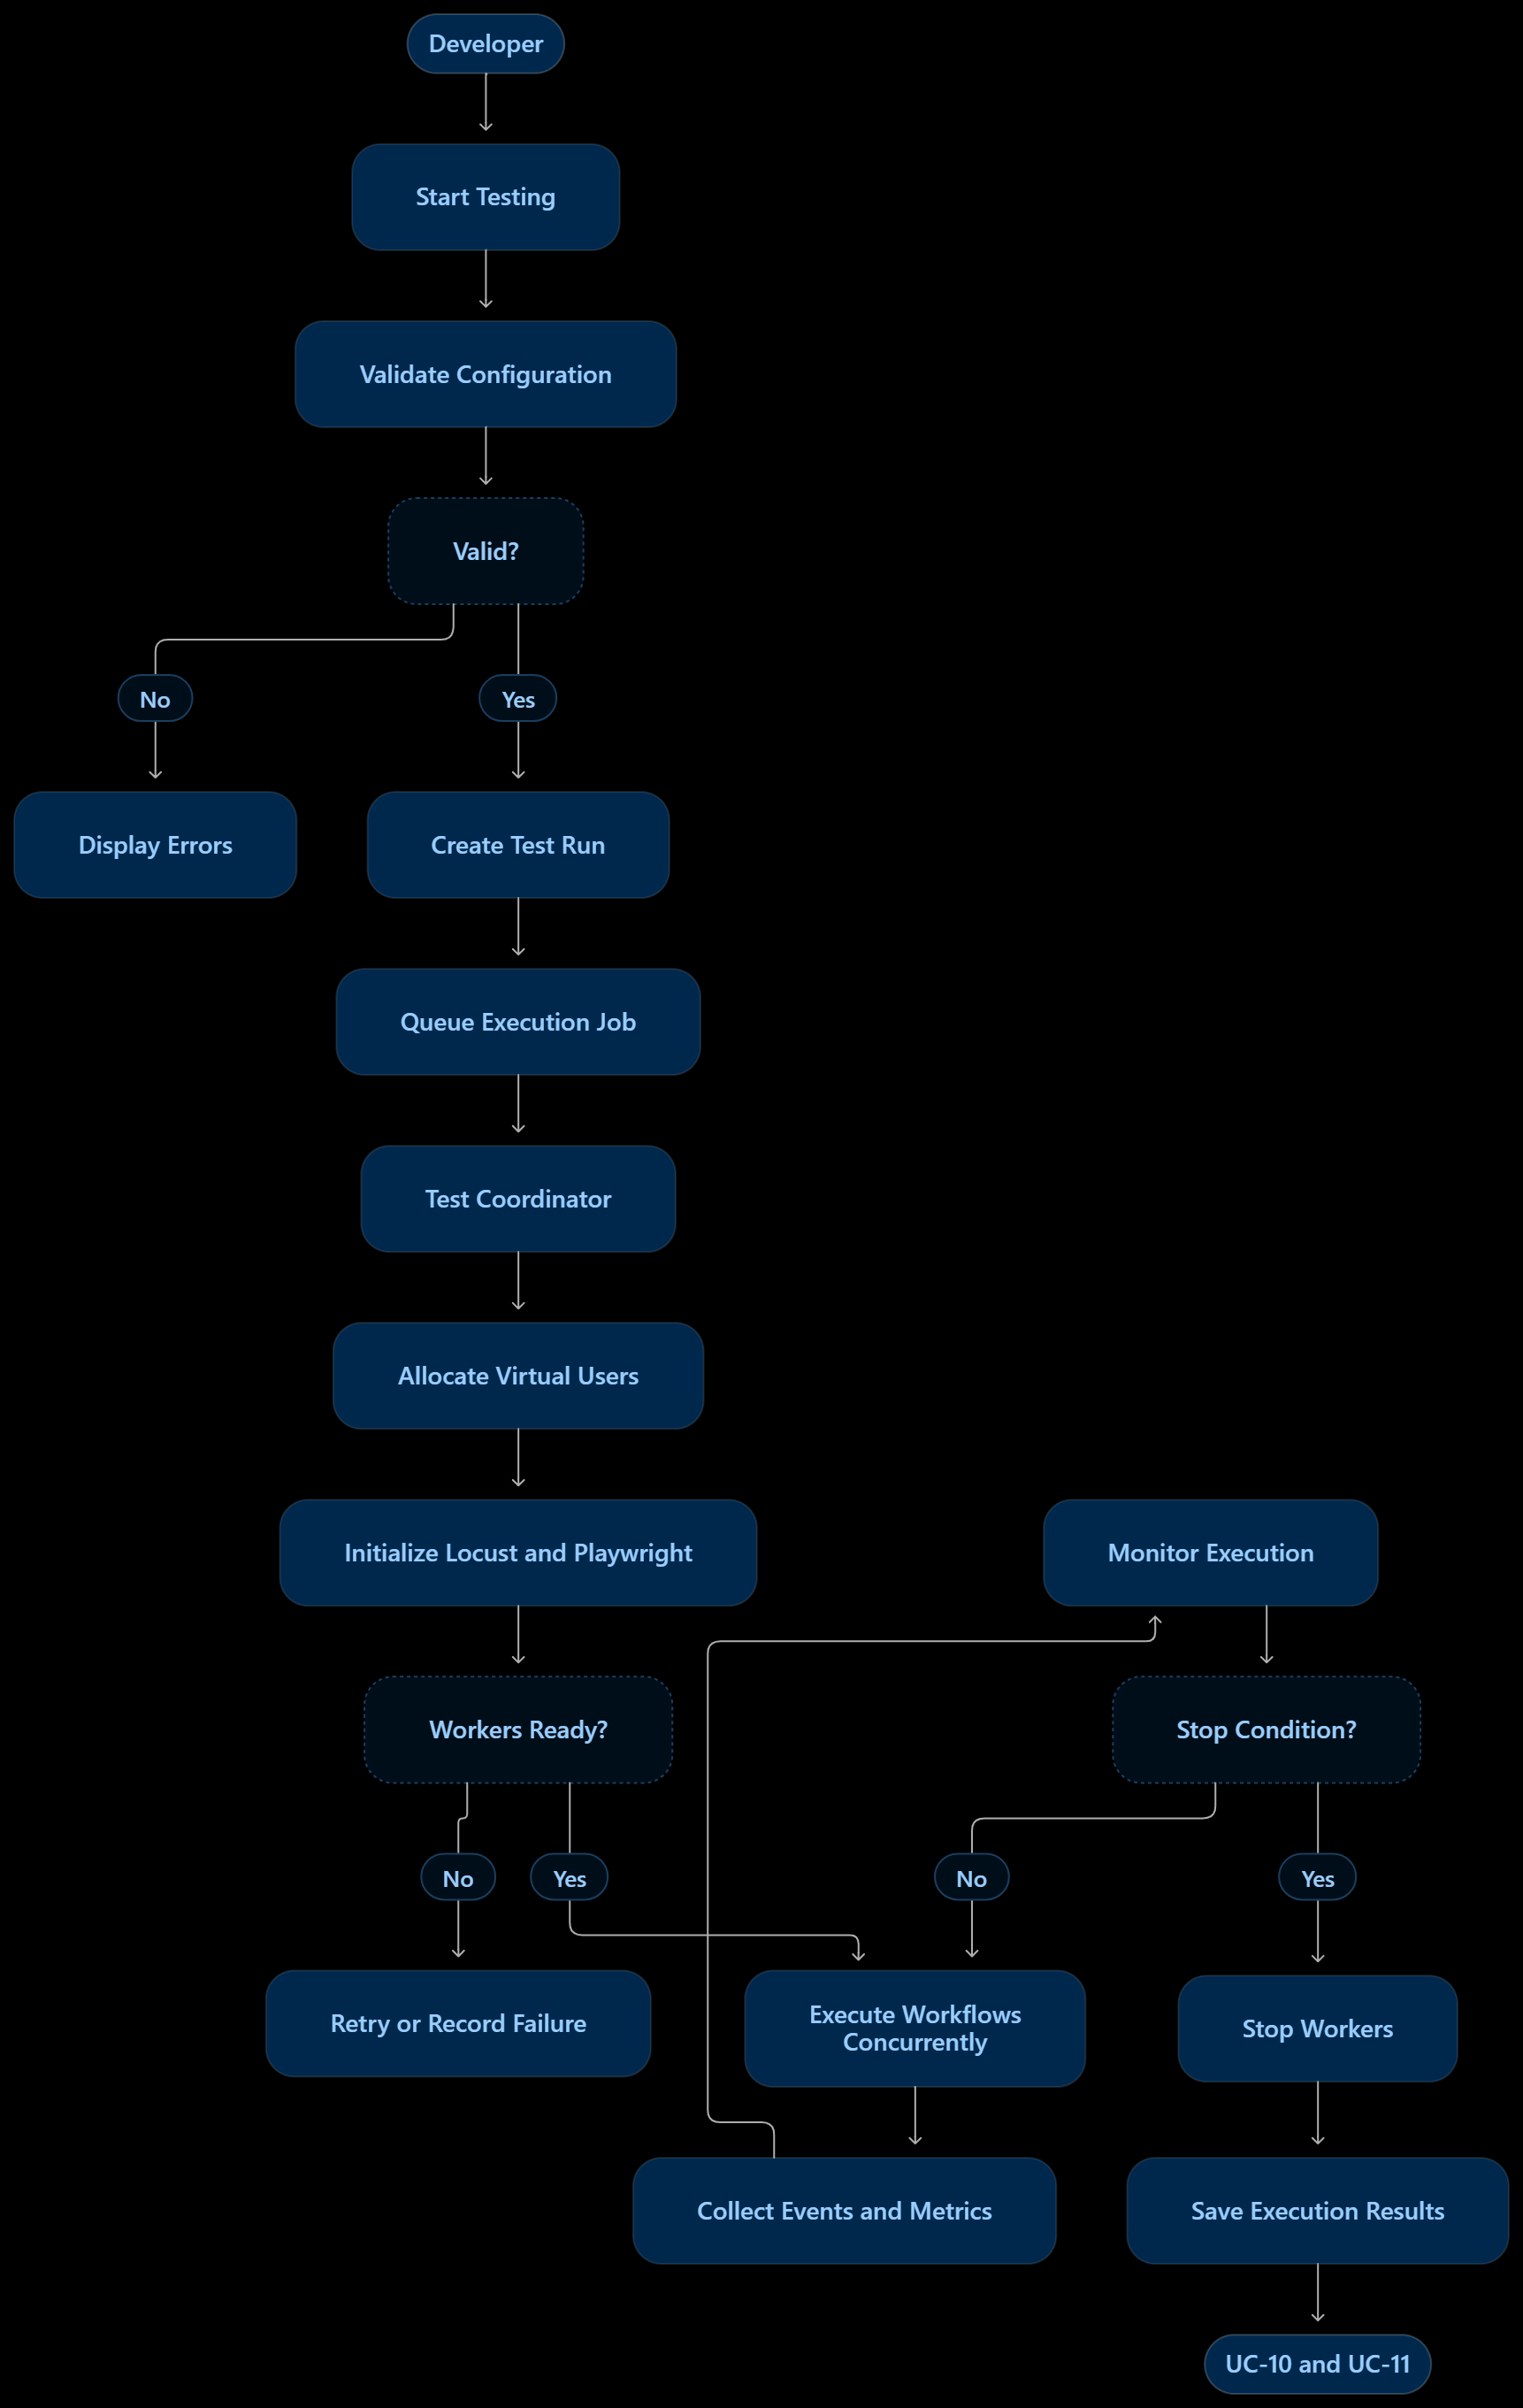 Developer
Start Testing
Validate Configuration
Valid?
No
Yes
Display Errors
Create Test Run
Queue Execution Job
Test Coordinator
Allocate Virtual Users
Initialize Locust and Playwright
Monitor Execution
Workers Ready?
Stop Condition?
No
Yes
No
Yes
Retry or Record Failure
Execute Workflows
Concurrently
Stop Workers
Collect Events and Metrics
Save Execution Results
UC-10 and UC-11